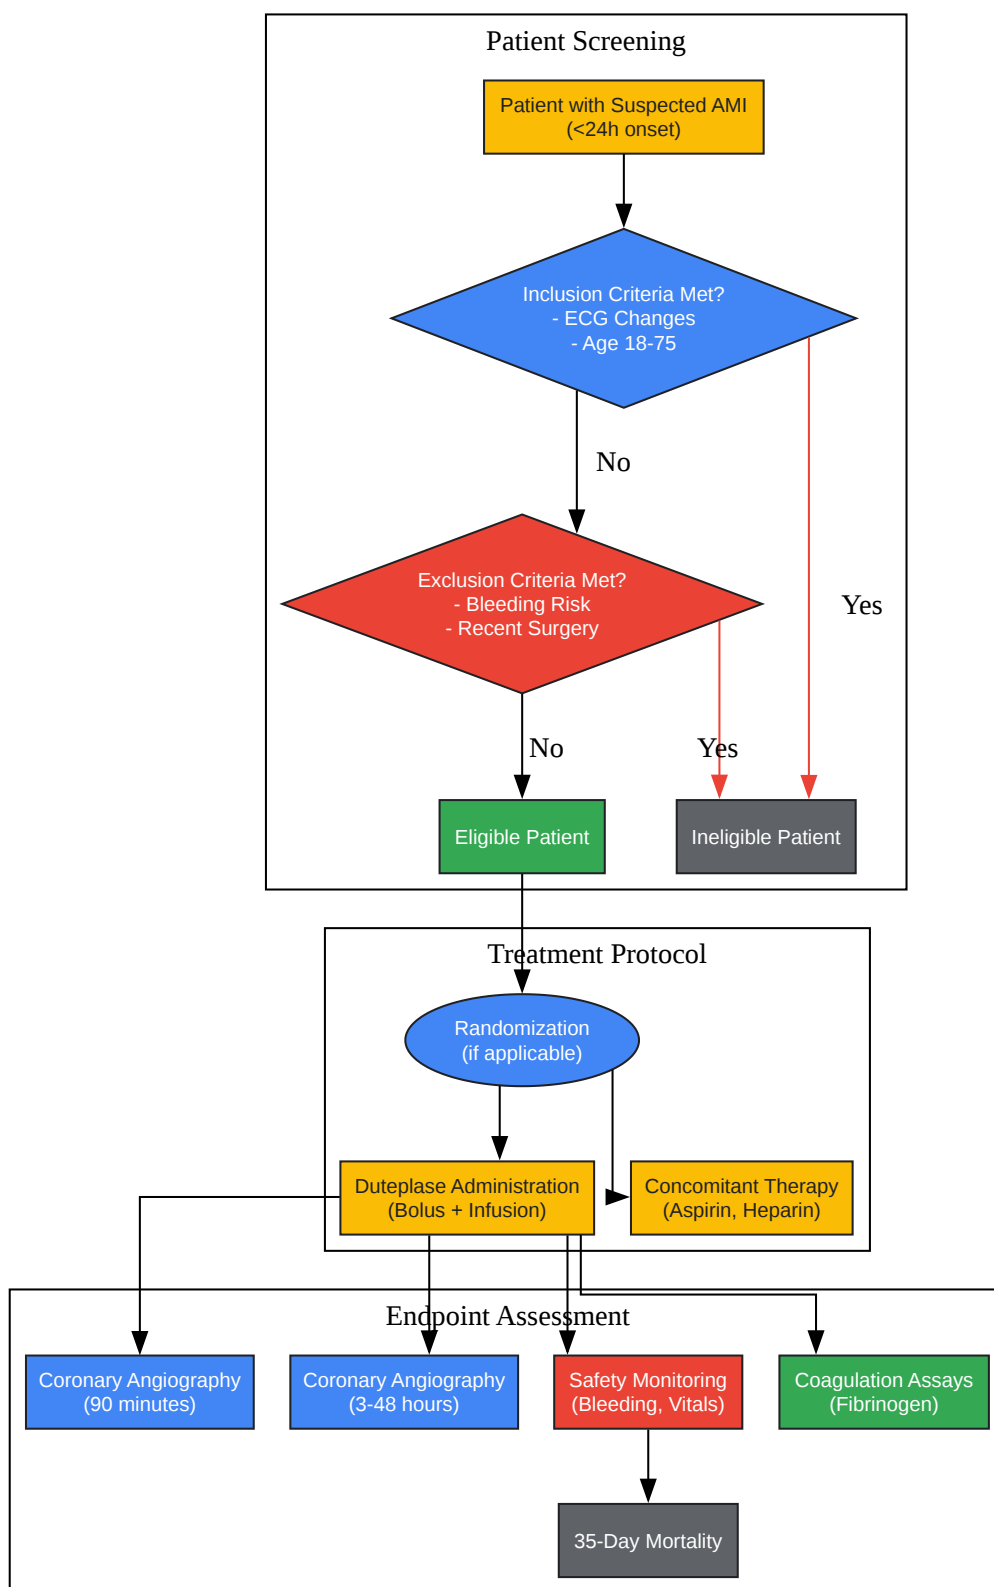 Patient Screening
Patient with Suspected AMI
(<24h onset)
Inclusion Criteria Met?
- ECG Changes
- Age 18-75
No
Exclusion Criteria Met?
- Bleeding Risk
- Recent Surgery
Yes
No
Yes
Eligible Patient
Ineligible Patient
Treatment Protocol
Randomization
(if applicable)
Duteplase Administration
(Bolus + Infusion)
Concomitant Therapy
(Aspirin, Heparin)
Endpoint Assessment
Coronary Angiography
(90 minutes)
Coronary Angiography
(3-48 hours)
Safety Monitoring
(Bleeding, Vitals)
Coagulation Assays
(Fibrinogen)
35-Day Mortality